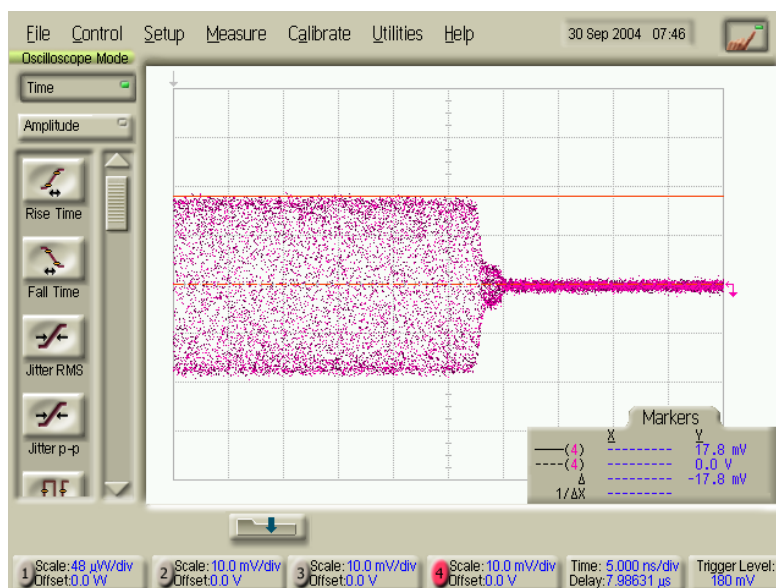 File Control Setup Measure Calibrate Utilities Help 30 Sep 2004 07:46
Oscilloscope Mode
Time
Amplitude
Rise Time
Fall Time
Jitter RMS
Jitter p-p
Markers
X Y
——(4) --------- 17.8 mV
----(4) --------- 0.0 V
Δ --------- -17.8 mV
1/ΔX ---------
1 Scale:48 µW/div
Offset:0.0 W
2 Scale:10.0 mV/div
Offset:0.0 V
3 Scale:10.0 mV/div
Offset:0.0 V
4 Scale:10.0 mV/div
Offset:0.0 V
Time: 5.000 ns/div
Delay:7.98631 µs
Trigger Level:
180 mV